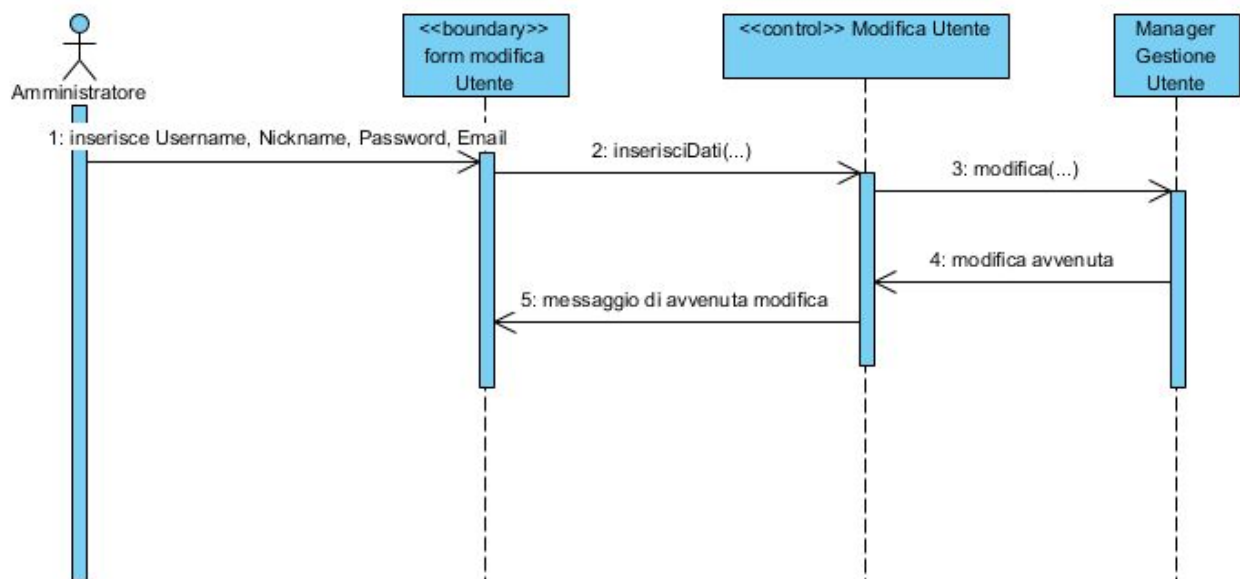 <<boundary>>
form modifica
Utente
<<control>> Modifica Utente
Manager
Gestione
Utente
Amministratore
1: inserisce Username, Nickname, Password, Email
2: inserisciDati(...)
3: modifica(...)
4: modifica avvenuta
5: messaggio di avvenuta modifica